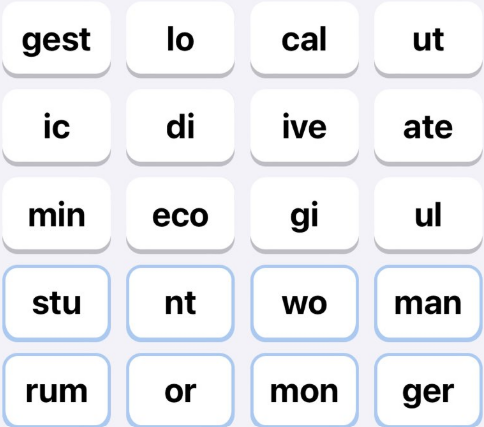 gest lo cal ut
ic di ive ate
min eco gi ul
stu nt wo man
rum or mon ger